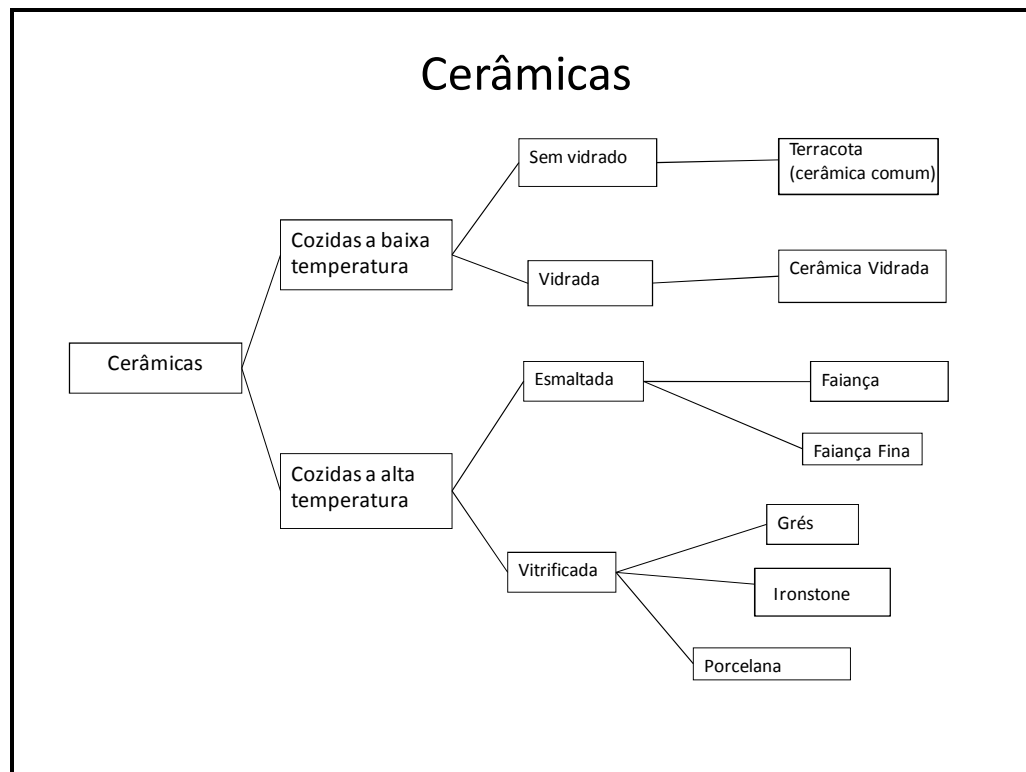 Cerâmicas
Sem vidrado
Terracota
(cerâmica comum)
Cozidas a baixa
temperatura
Vidrada
Cerâmica Vidrada
Cerâmicas
Esmaltada
Faiança
Faiança Fina
Cozidas a alta
temperatura
Grés
Vitrificada
Ironstone
Porcelana